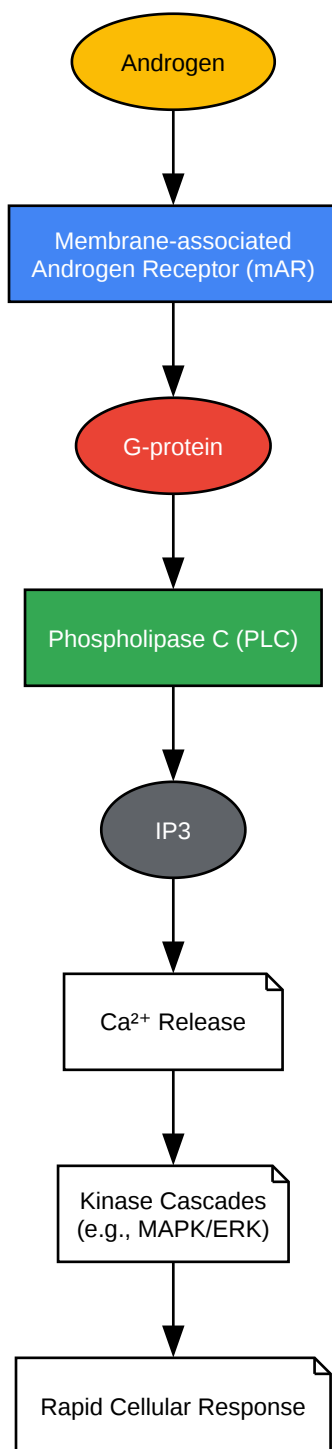 Androgen
Membrane-associated
Androgen Receptor (mAR)
G-protein
Phospholipase C (PLC)
IP3
Ca²⁺ Release
Kinase Cascades
(e.g., MAPK/ERK)
Rapid Cellular Response